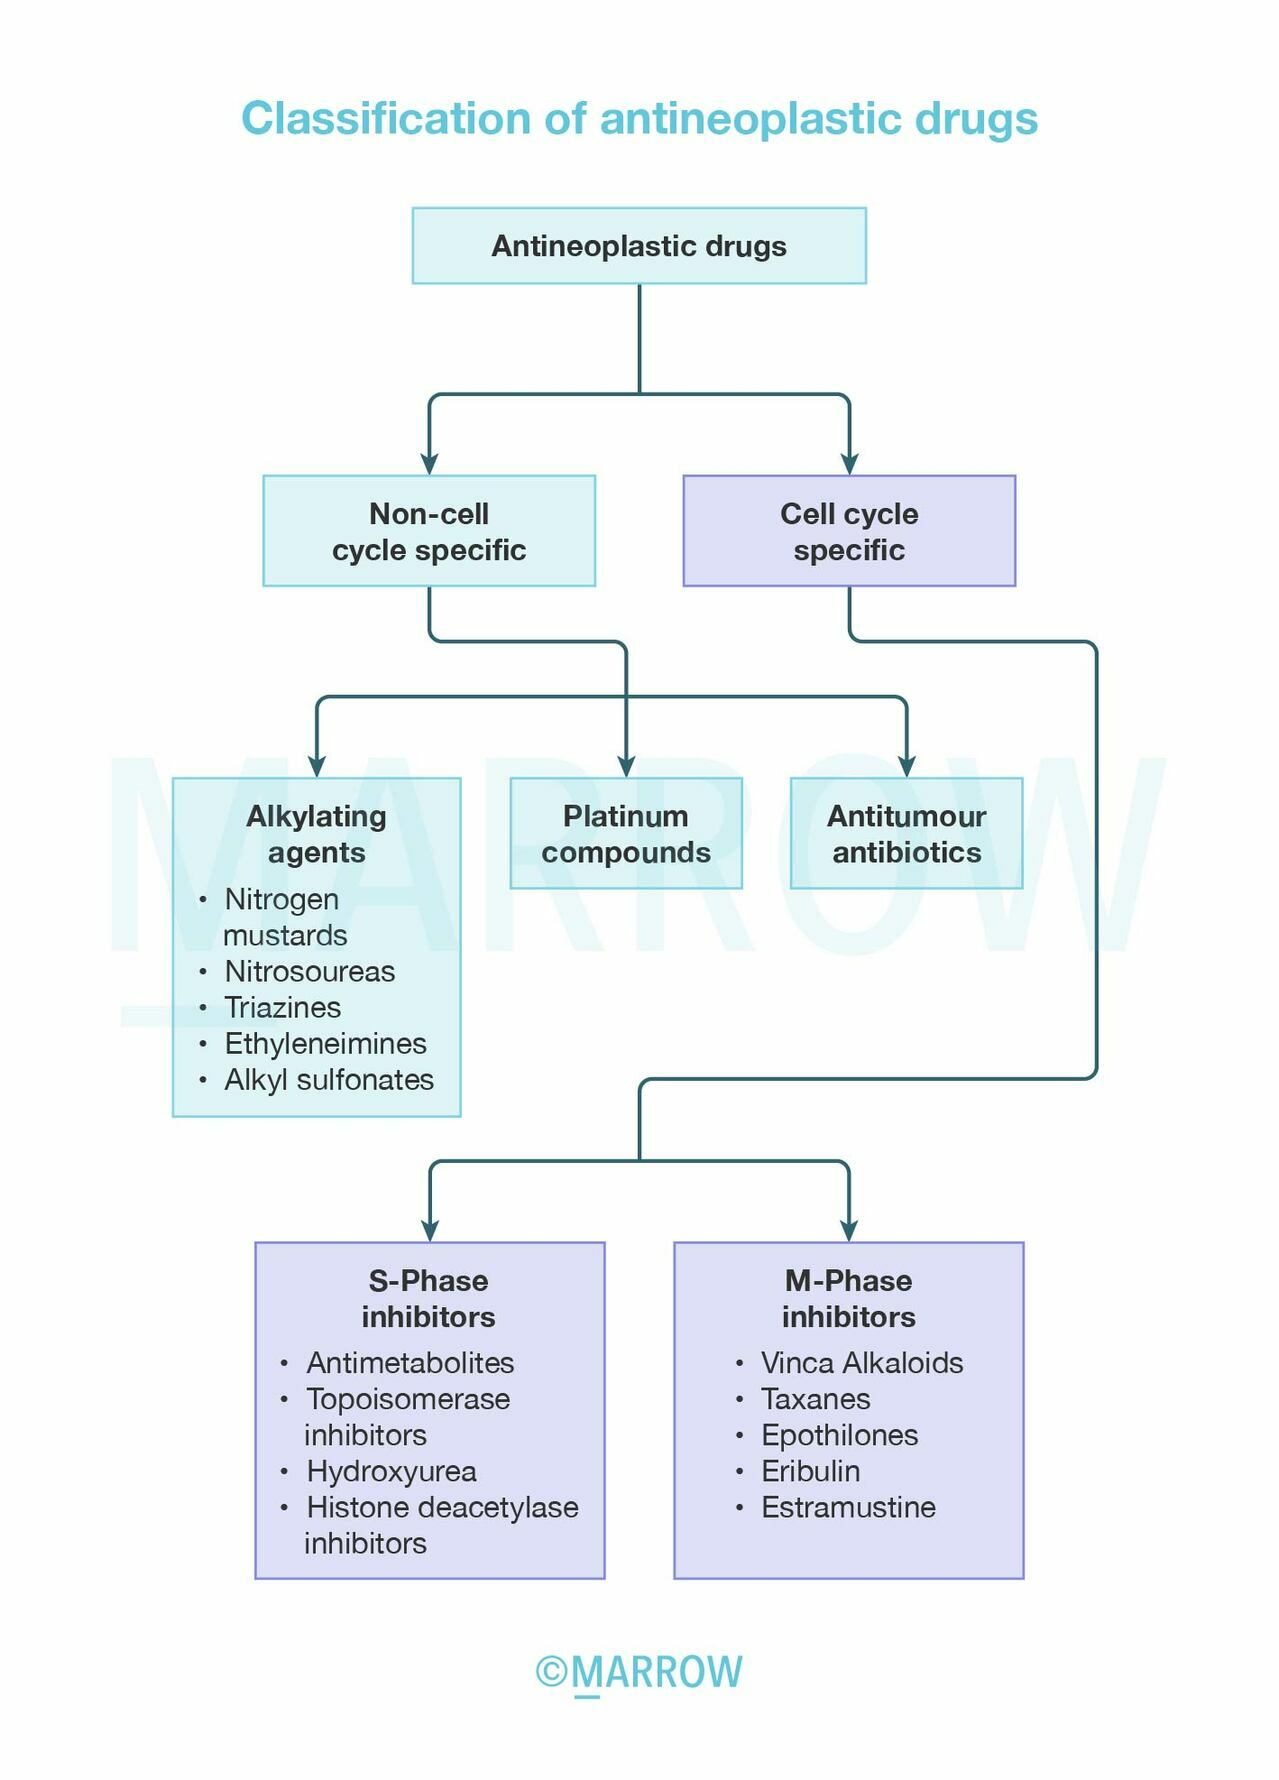 Classification of antineoplastic drugs
Antineoplastic drugs
Non-cell
cycle specific
Cell cycle
specific
Alkylating
agents
• Nitrogen
mustards
• Nitrosoureas
• Triazines
• Ethyleneimines
• Alkyl sulfonates
Platinum
compounds
Antitumour
antibiotics
MARROW
S-Phase
inhibitors
• Antimetabolites
• Topoisomerase
inhibitors
• Hydroxyurea
• Histone deacetylase
inhibitors
M-Phase
inhibitors
• Vinca Alkaloids
• Taxanes
• Epothilones
• Eribulin
• Estramustine
©MARROW